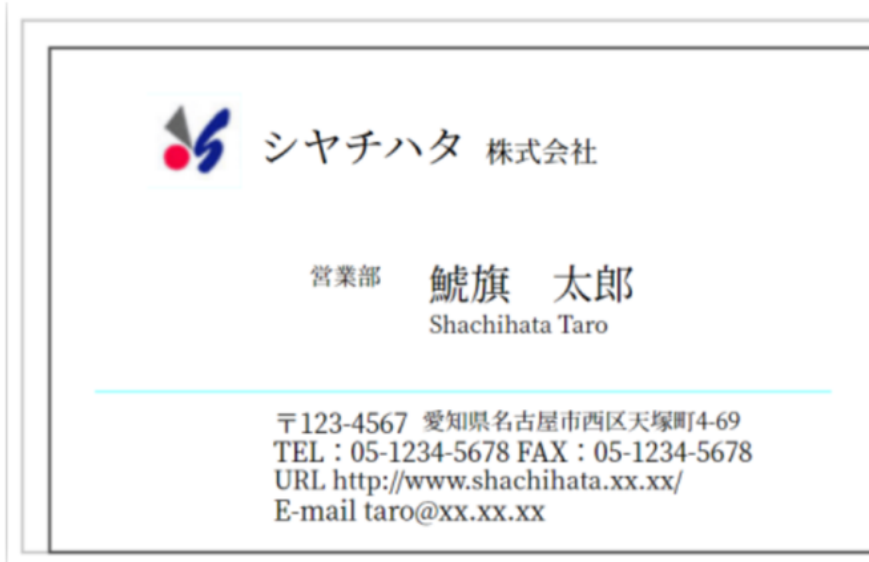 シヤチハタ 株式会社
営業部 鯱旗 太郎
Shachihata Taro
〒123-4567 愛知県名古屋市西区天塚町4-69
TEL：05-1234-5678 FAX：05-1234-5678
URL http://www.shachihata.xx.xx/
E-mail taro@xx.xx.xx